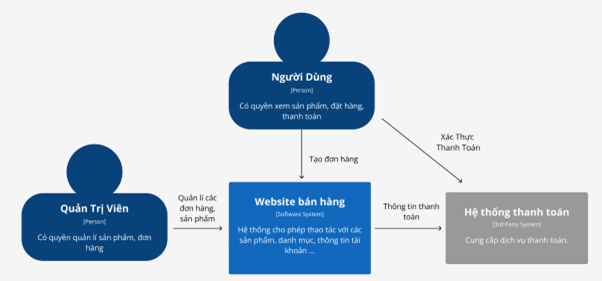 Người Dùng
[Person]
Có quyền xem sản phẩm, đặt hàng,
thanh toán
Xác Thực
Thanh Toán
Tạo đơn hàng
Quản Trị Viên
[Person]
Có quyền quản lí sản phẩm, đơn
hàng
Quản lí các
đơn hàng,
sản phẩm
Website bán hàng
[Software System]
Hệ thống cho phép thao tác với các
sản phẩm, danh mục, thông tin tài
khoản ...
Thông tin thanh
toán
Hệ thống thanh toán
[3rd Party System]
Cung cấp dịch vụ thanh toán.